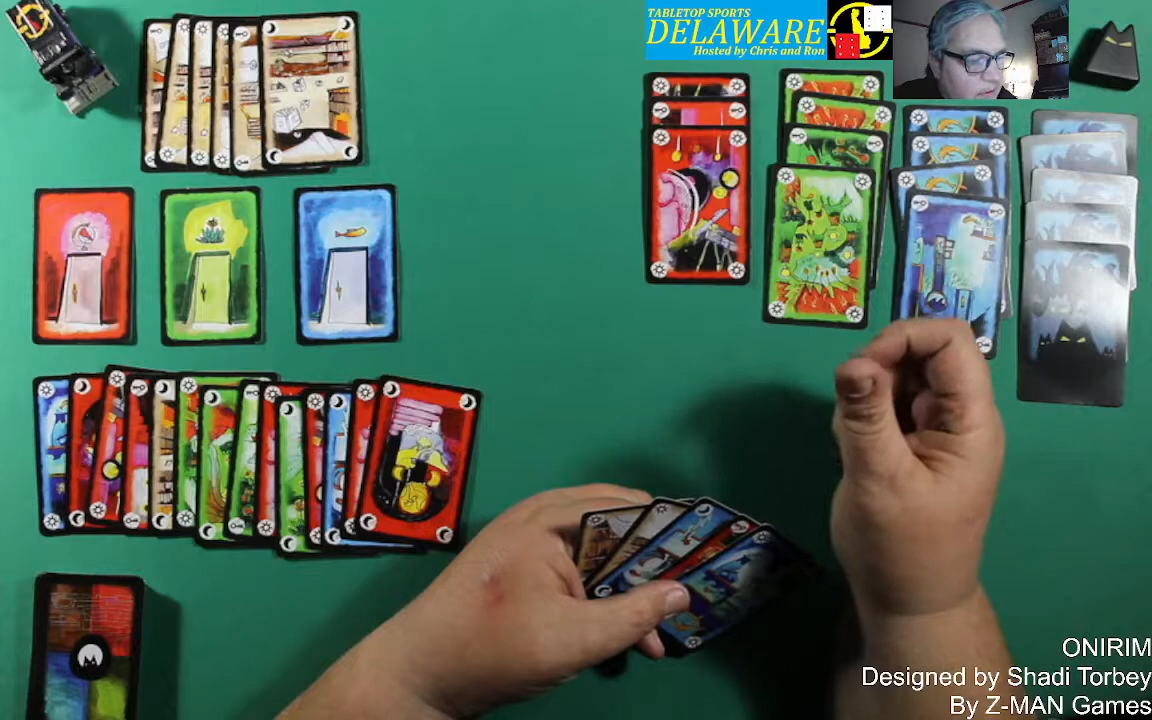 TABLETOP SPORTS
DELAWARE
Hosted by Chris and Ron
ONIRIM
Designed by Shadi Torbey
By Z-MAN Games